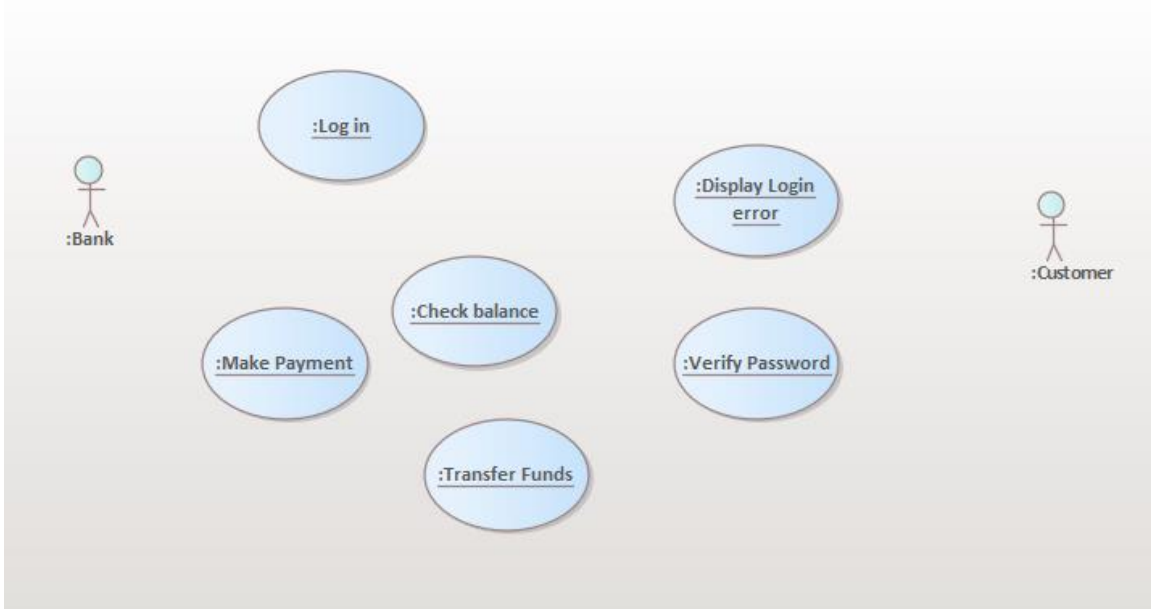 :Log in
:Display Login
error
:Bank
:Customer
:Check balance
:Make Payment
:Verify Password
:Transfer Funds